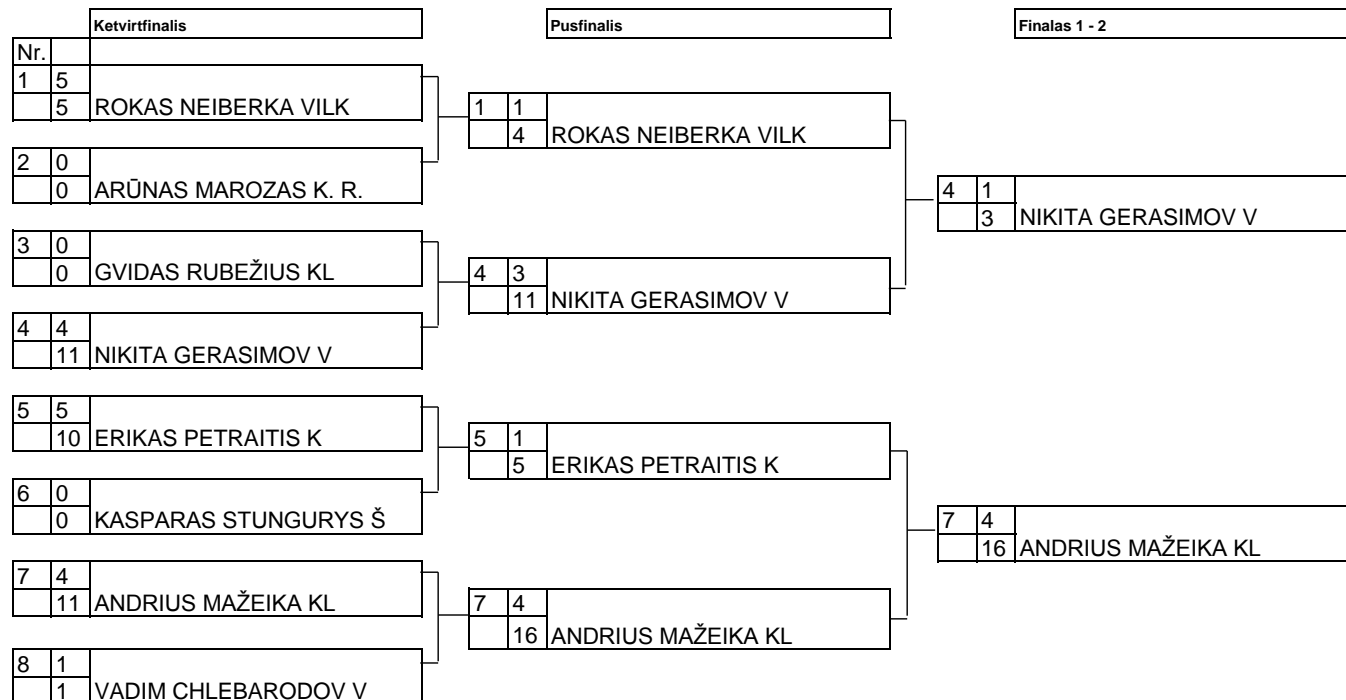 Ketvirtfinalis Pusfinalis Finalas 1 - 2
Nr.
1 5
5 ROKAS NEIBERKA VILK
2 0
0 ARŪNAS MAROZAS K. R.
3 0
0 GVIDAS RUBEŽIUS KL
4 4
11 NIKITA GERASIMOV V
5 5
10 ERIKAS PETRAITIS K
6 0
0 KASPARAS STUNGURYS Š
7 4
11 ANDRIUS MAŽEIKA KL
8 1
1 VADIM CHLEBARODOV V
1 1
4 ROKAS NEIBERKA VILK
4 3
11 NIKITA GERASIMOV V
5 1
5 ERIKAS PETRAITIS K
7 4
16 ANDRIUS MAŽEIKA KL
4 1
3 NIKITA GERASIMOV V
7 4
16 ANDRIUS MAŽEIKA KL